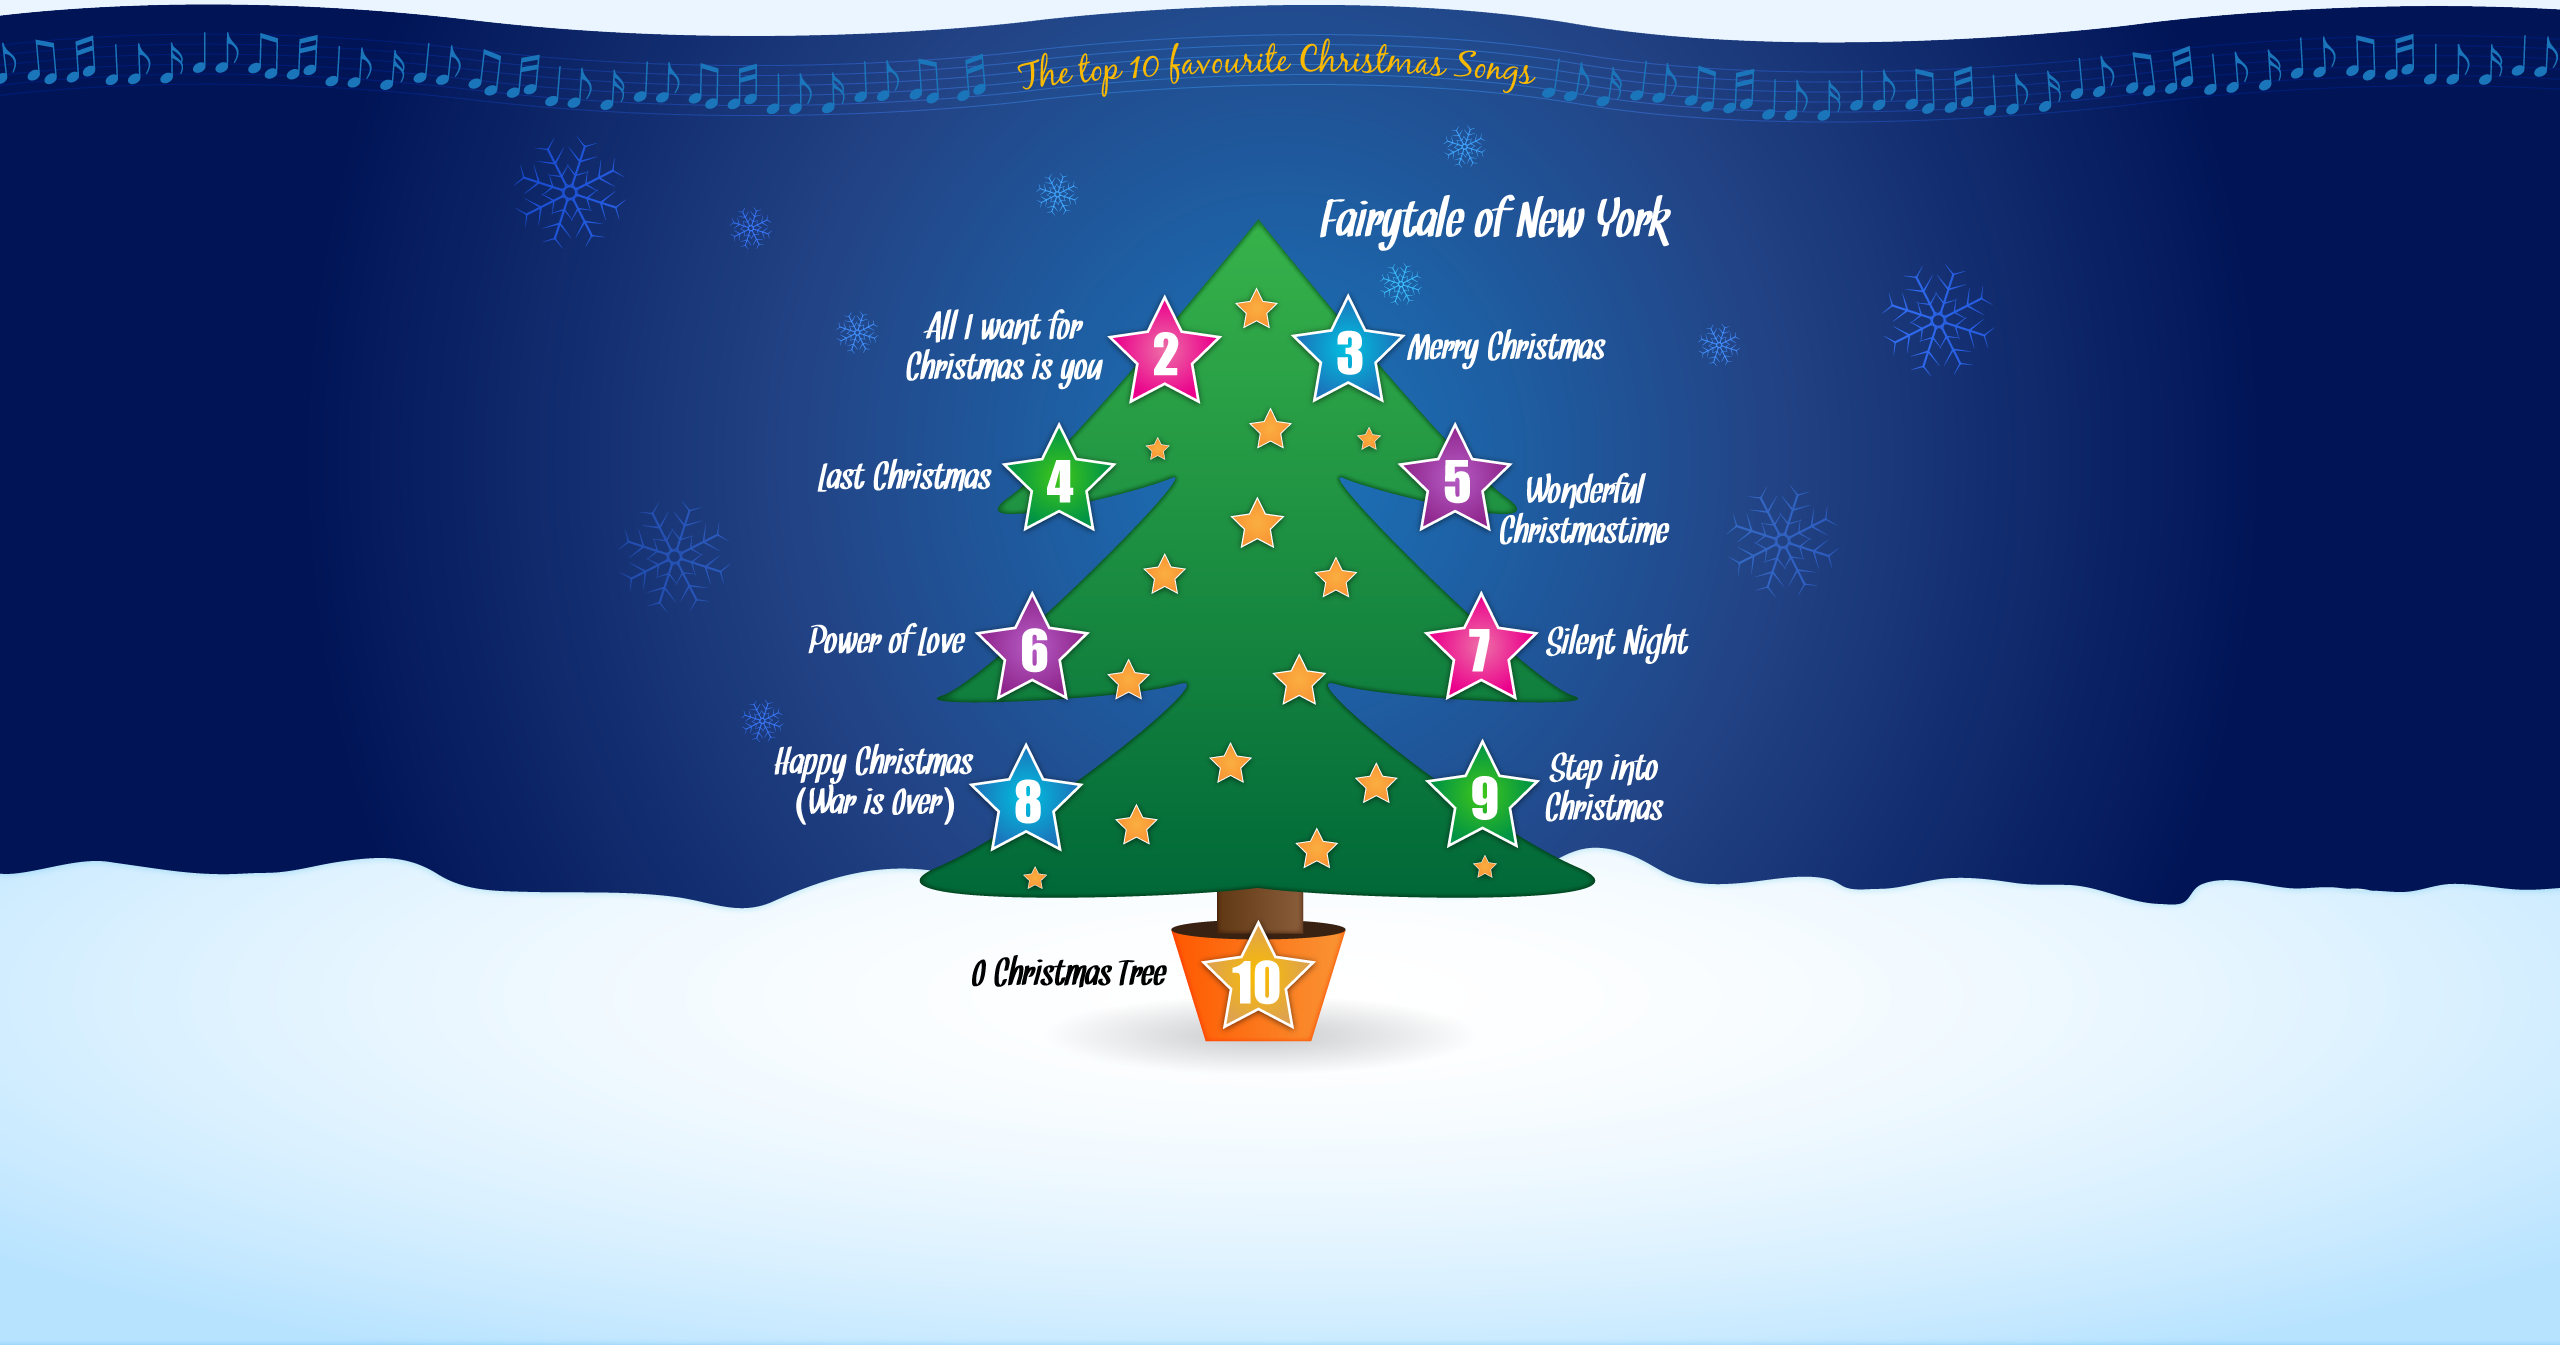 The top 10 favourite Christmas Songs
Fairytale of New York
All I want for
Christmas is you
2
3
Merry Christmas
Last Christmas
4
5
Wonderful
Christmastime
Power of Love
6
7
Silent Night
Happy Christmas
(War is Over)
8
9
Step into
Christmas
O Christmas Tree
10